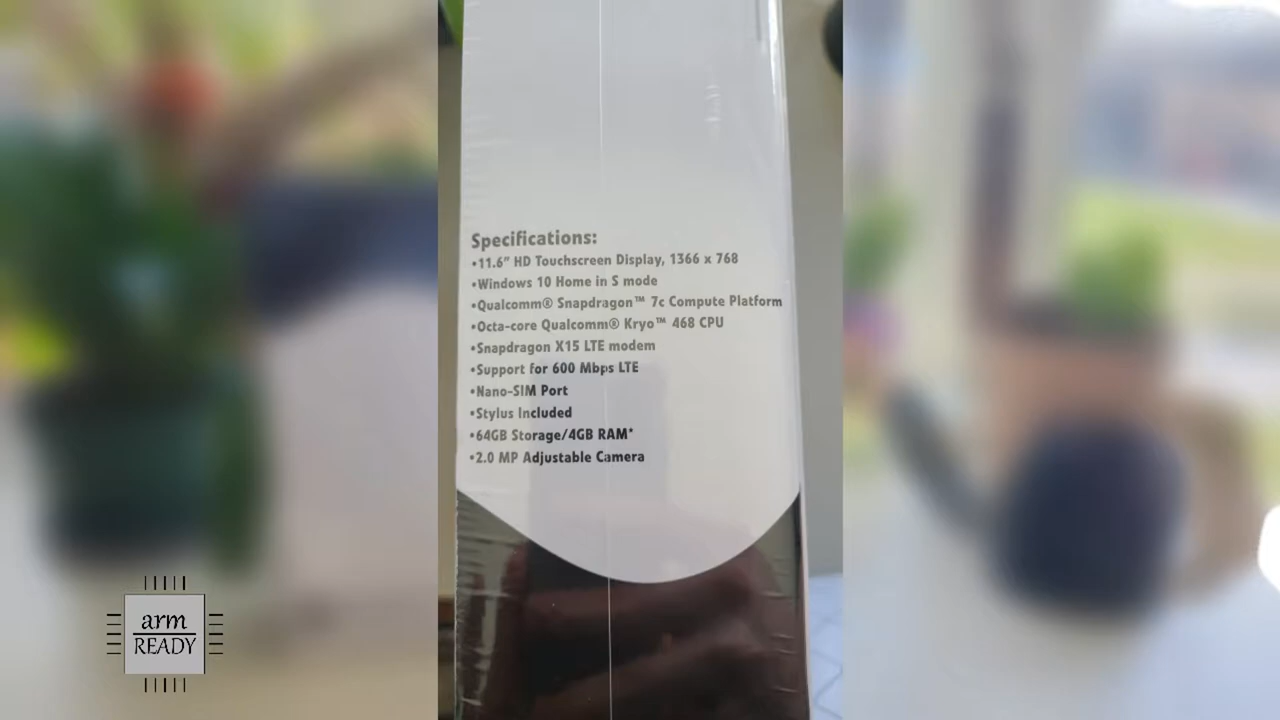 Specifications:
•11.6" HD Touchscreen Display, 1366 x 768
•Windows 10 Home in S mode
•Qualcomm® Snapdragon™ 7c Compute Platform
•Octa-core Qualcomm® Kryo™ 468 CPU
•Snapdragon X15 LTE modem
•Support for 600 Mbps LTE
•Nano-SIM Port
•Stylus Included
•64GB Storage/4GB RAM*
•2.0 MP Adjustable Camera
arm
READY